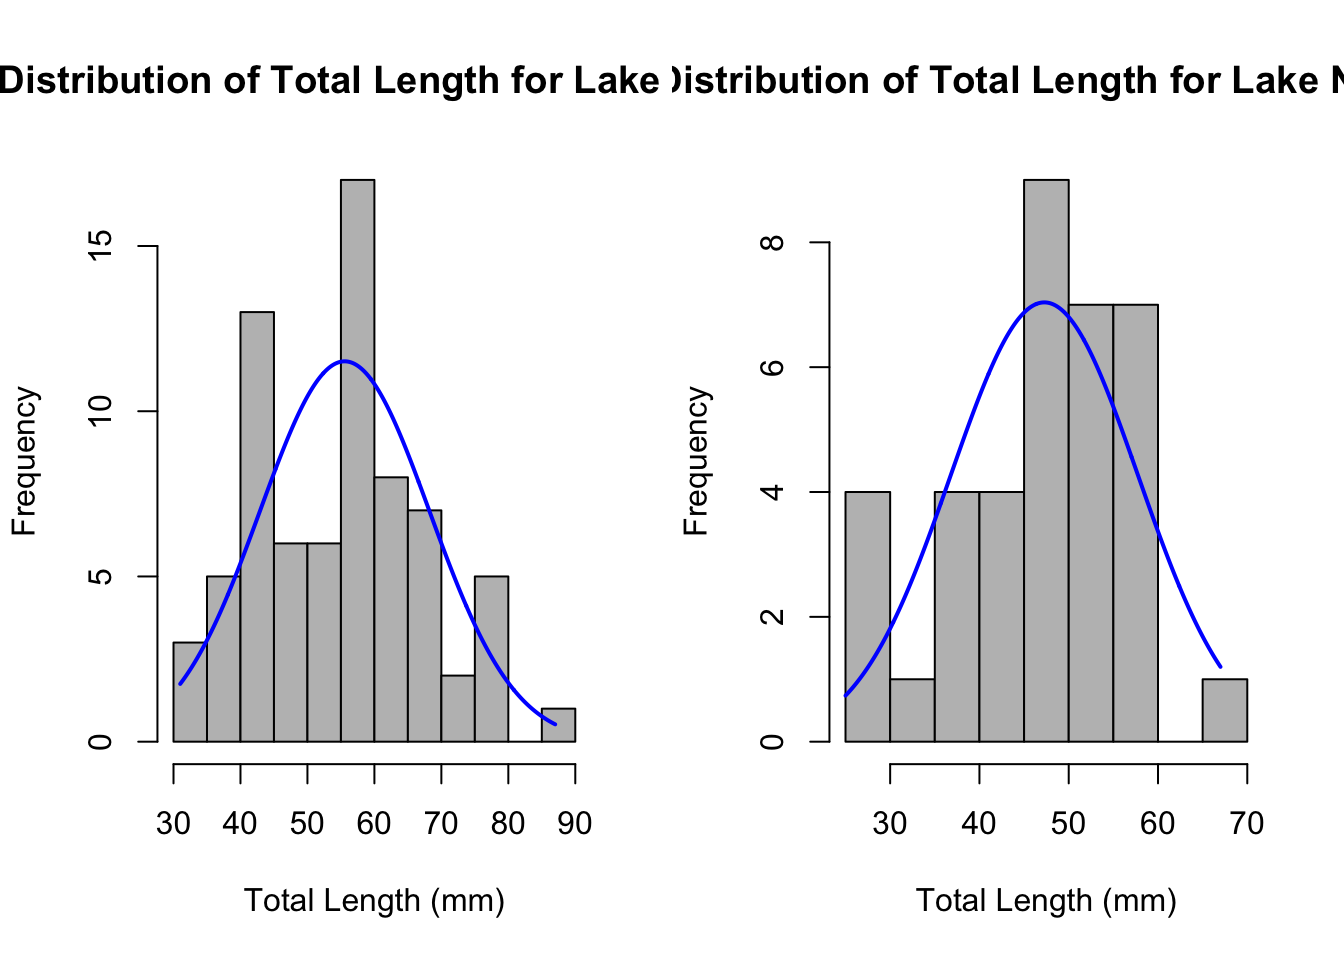 Distribution of Total Length for Lake
Distribution of Total Length for Lake N
Frequency
15
10
5
0
30 40 50 60 70 80 90
Total Length (mm)
Frequency
8
6
4
2
0
30 40 50 60 70
Total Length (mm)